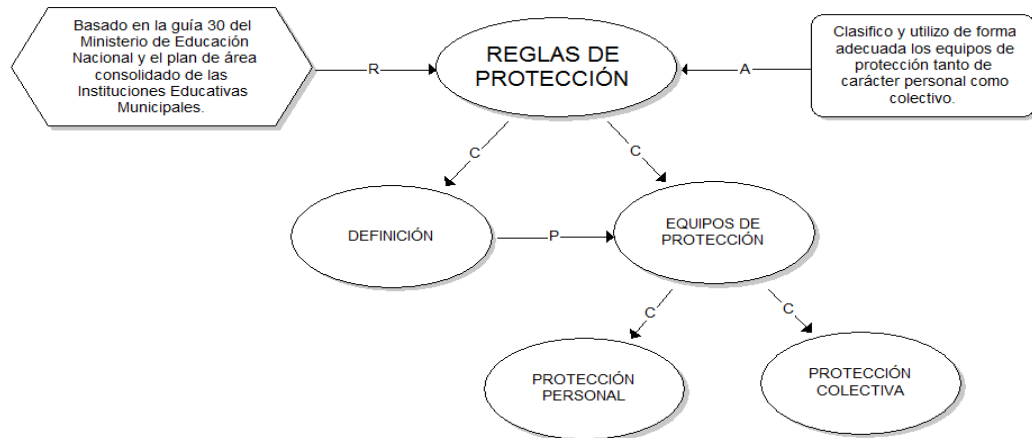 Basado en la guía 30 del
Ministerio de Educación
Nacional y el plan de área
consolidado de las
Instituciones Educativas
Municipales.
R
REGLAS DE
PROTECCIÓN
A
Clasifico y utilizo de forma
adecuada los equipos de
protección tanto de
carácter personal como
colectivo.
C
C
DEFINICIÓN
P
EQUIPOS DE
PROTECCIÓN
C
C
PROTECCIÓN
PERSONAL
PROTECCIÓN
COLECTIVA